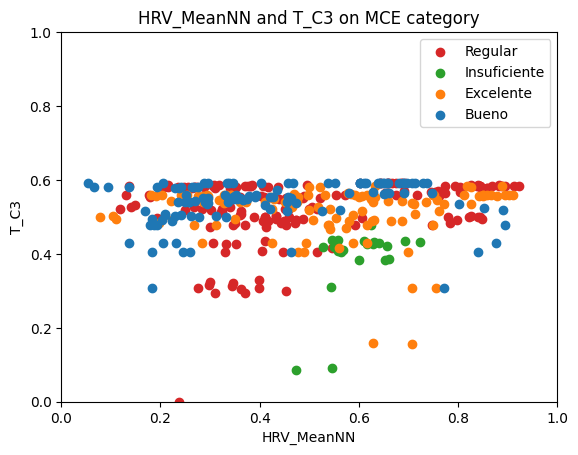 HRV_MeanNN and T_C3 on MCE category
1.0
0.8
0.6
0.4
0.2
0.0
T_C3
Regular
Insuficiente
Excelente
Bueno
0.0 0.2 0.4 0.6 0.8 1.0
HRV_MeanNN